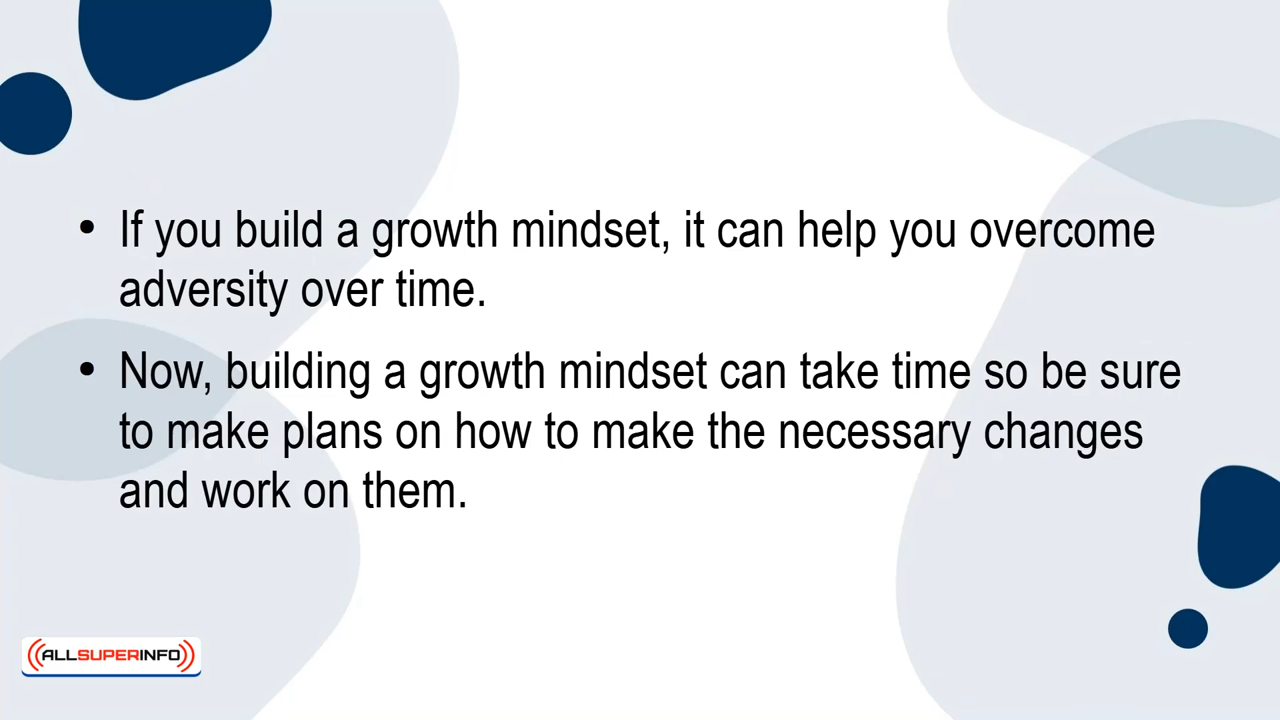 • If you build a growth mindset, it can help you overcome
adversity over time.
• Now, building a growth mindset can take time so be sure
to make plans on how to make the necessary changes
and work on them.
ALLSUPERINFO